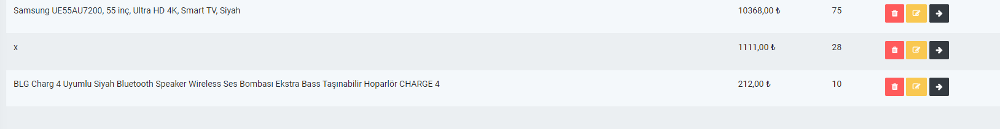 Samsung UE55AU7200, 55 inç, Ultra HD 4K, Smart TV, Siyah 10368,00 ₺ 75
x 1111,00 ₺ 28
BLG Charg 4 Uyumlu Siyah Bluetooth Speaker Wireless Ses Bombası Ekstra Bass Taşınabilir Hoparlör CHARGE 4 212,00 ₺ 10